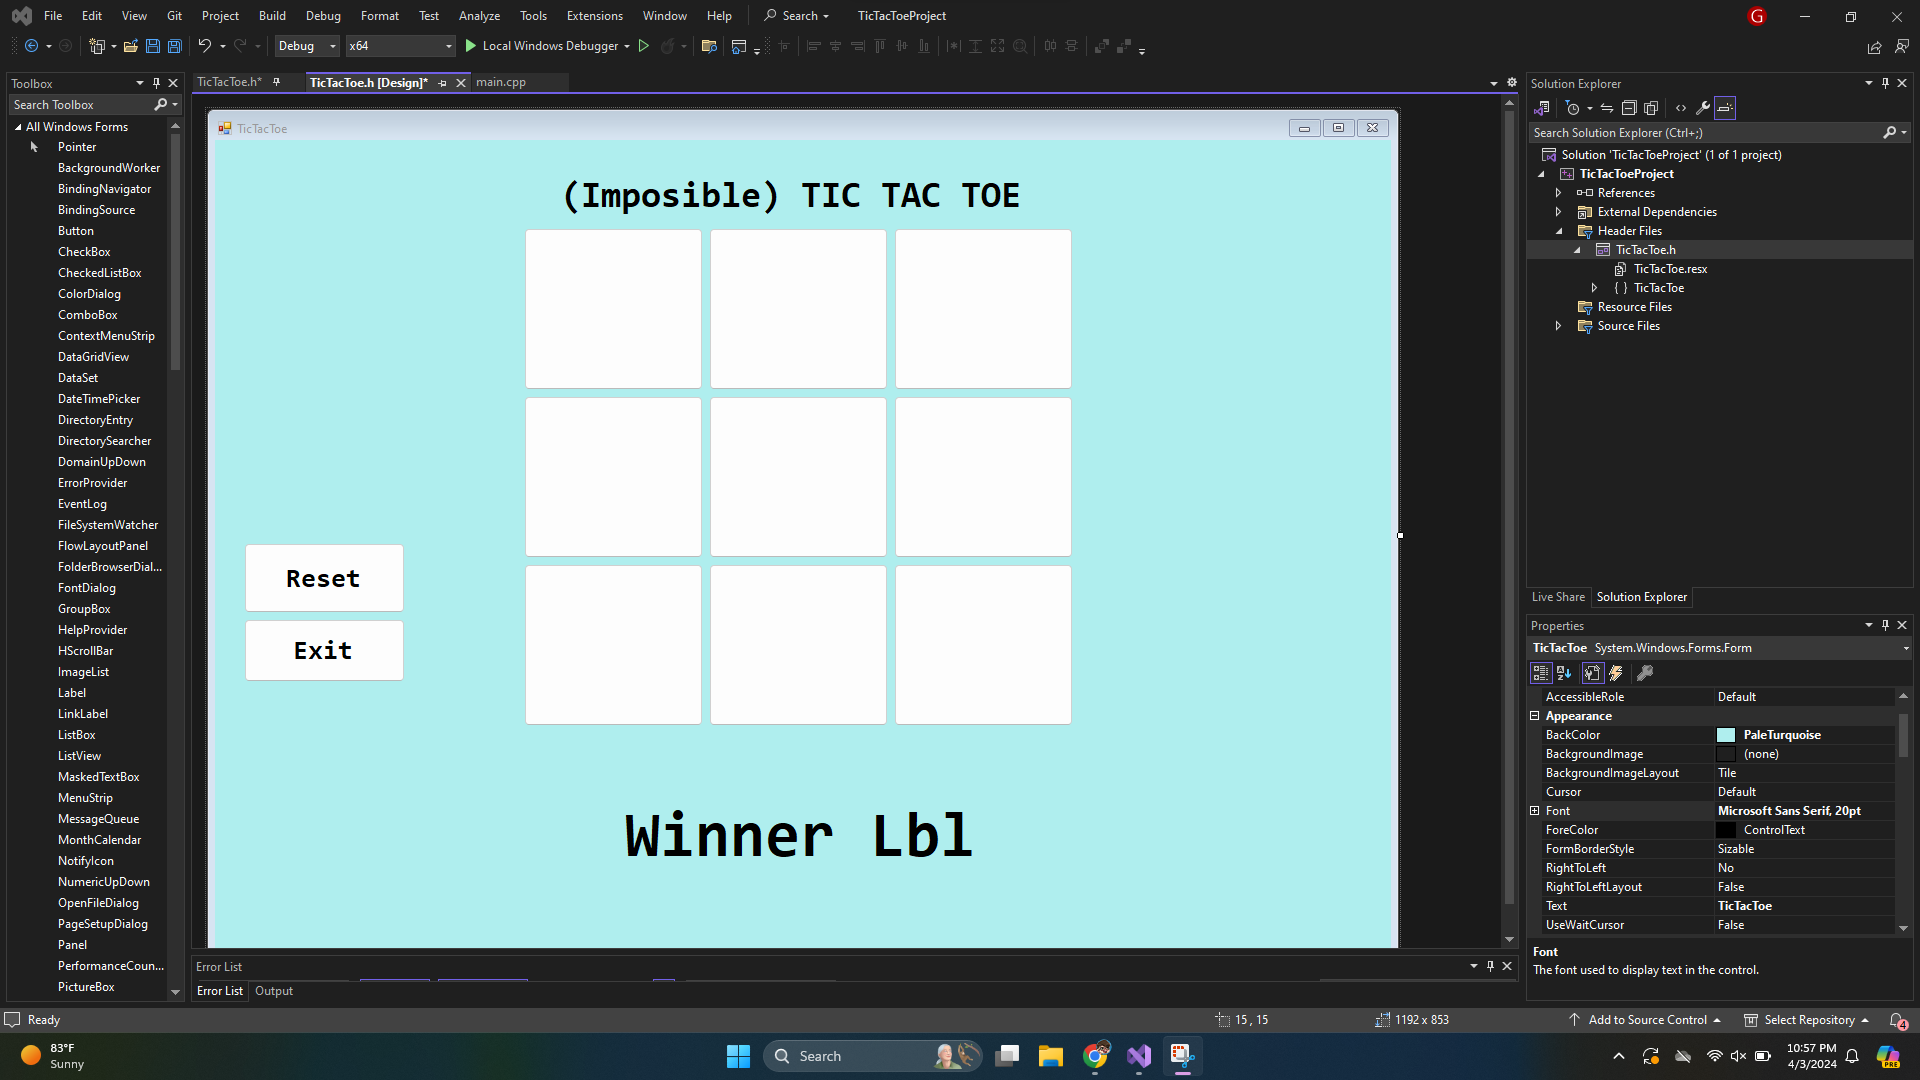 File Edit View Git Project Build Debug Format Test Analyze Tools Extensions Window Help Search TicTacToeProject G
Debug x64 Local Windows Debugger
Toolbox
Search Toolbox
All Windows Forms
Pointer
BackgroundWorker
BindingNavigator
BindingSource
Button
CheckBox
CheckedListBox
ColorDialog
ComboBox
ContextMenuStrip
DataGridView
DataSet
DateTimePicker
DirectoryEntry
DirectorySearcher
DomainUpDown
ErrorProvider
EventLog
FileSystemWatcher
FlowLayoutPanel
FolderBrowserDial...
FontDialog
GroupBox
HelpProvider
HScrollBar
ImageList
Label
LinkLabel
ListBox
ListView
MaskedTextBox
MenuStrip
MessageQueue
MonthCalendar
NotifyIcon
NumericUpDown
OpenFileDialog
PageSetupDialog
Panel
PerformanceCoun...
PictureBox
TicTacToe.h* TicTacToe.h [Design]* main.cpp
TicTacToe
(Imposible) TIC TAC TOE
Reset
Exit
Winner Lbl
Error List
Error List Output
Solution Explorer
Search Solution Explorer (Ctrl+;)
Solution 'TicTacToeProject' (1 of 1 project)
TicTacToeProject
References
External Dependencies
Header Files
TicTacToe.h
TicTacToe.resx
{ } TicTacToe
Resource Files
Source Files
Live Share Solution Explorer
Properties
TicTacToe System.Windows.Forms.Form
AccessibleRole Default
Appearance
BackColor PaleTurquoise
BackgroundImage (none)
BackgroundImageLayout Tile
Cursor Default
Font Microsoft Sans Serif, 20pt
ForeColor ControlText
FormBorderStyle Sizable
RightToLeft No
RightToLeftLayout False
Text TicTacToe
UseWaitCursor False
Font
The font used to display text in the control.
Ready 15 , 15 1192 x 853 Add to Source Control Select Repository 4
83°F
Sunny
Search
10:57 PM
4/3/2024
PRE